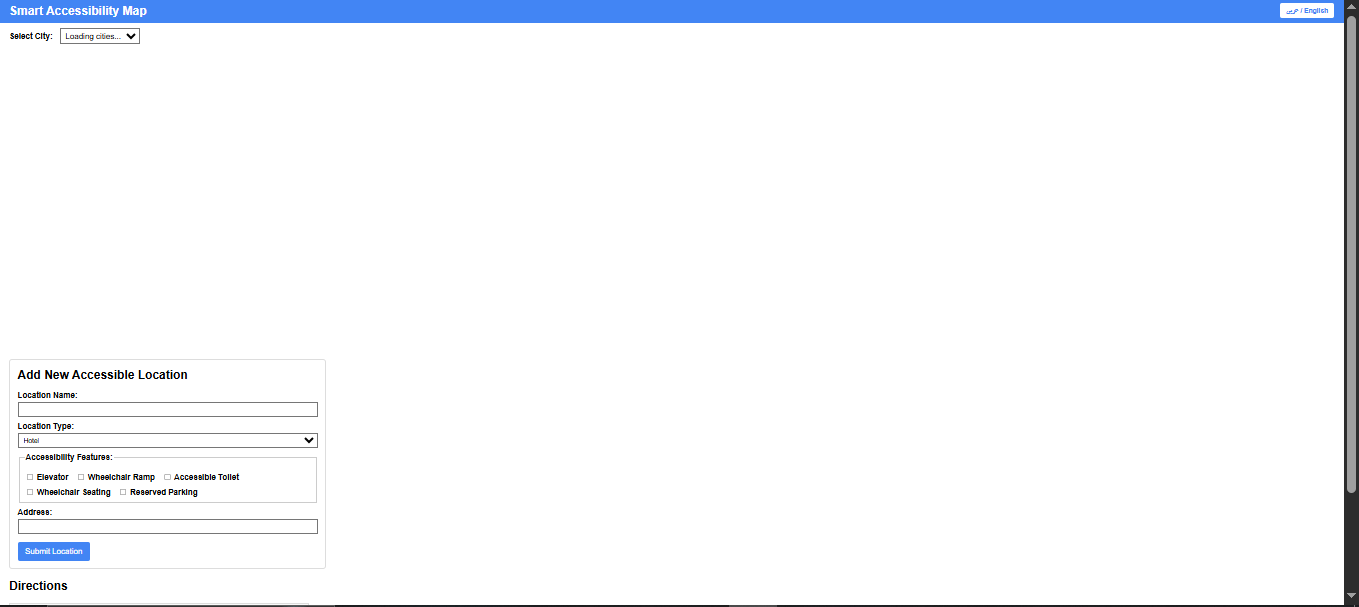 Smart Accessibility Map
عربي / English
Select City: Loading cities...
Add New Accessible Location
Location Name:
Location Type:
Hotel
Accessibility Features:
Elevator Wheelchair Ramp Accessible Toilet
Wheelchair Seating Reserved Parking
Address:
Submit Location
Directions